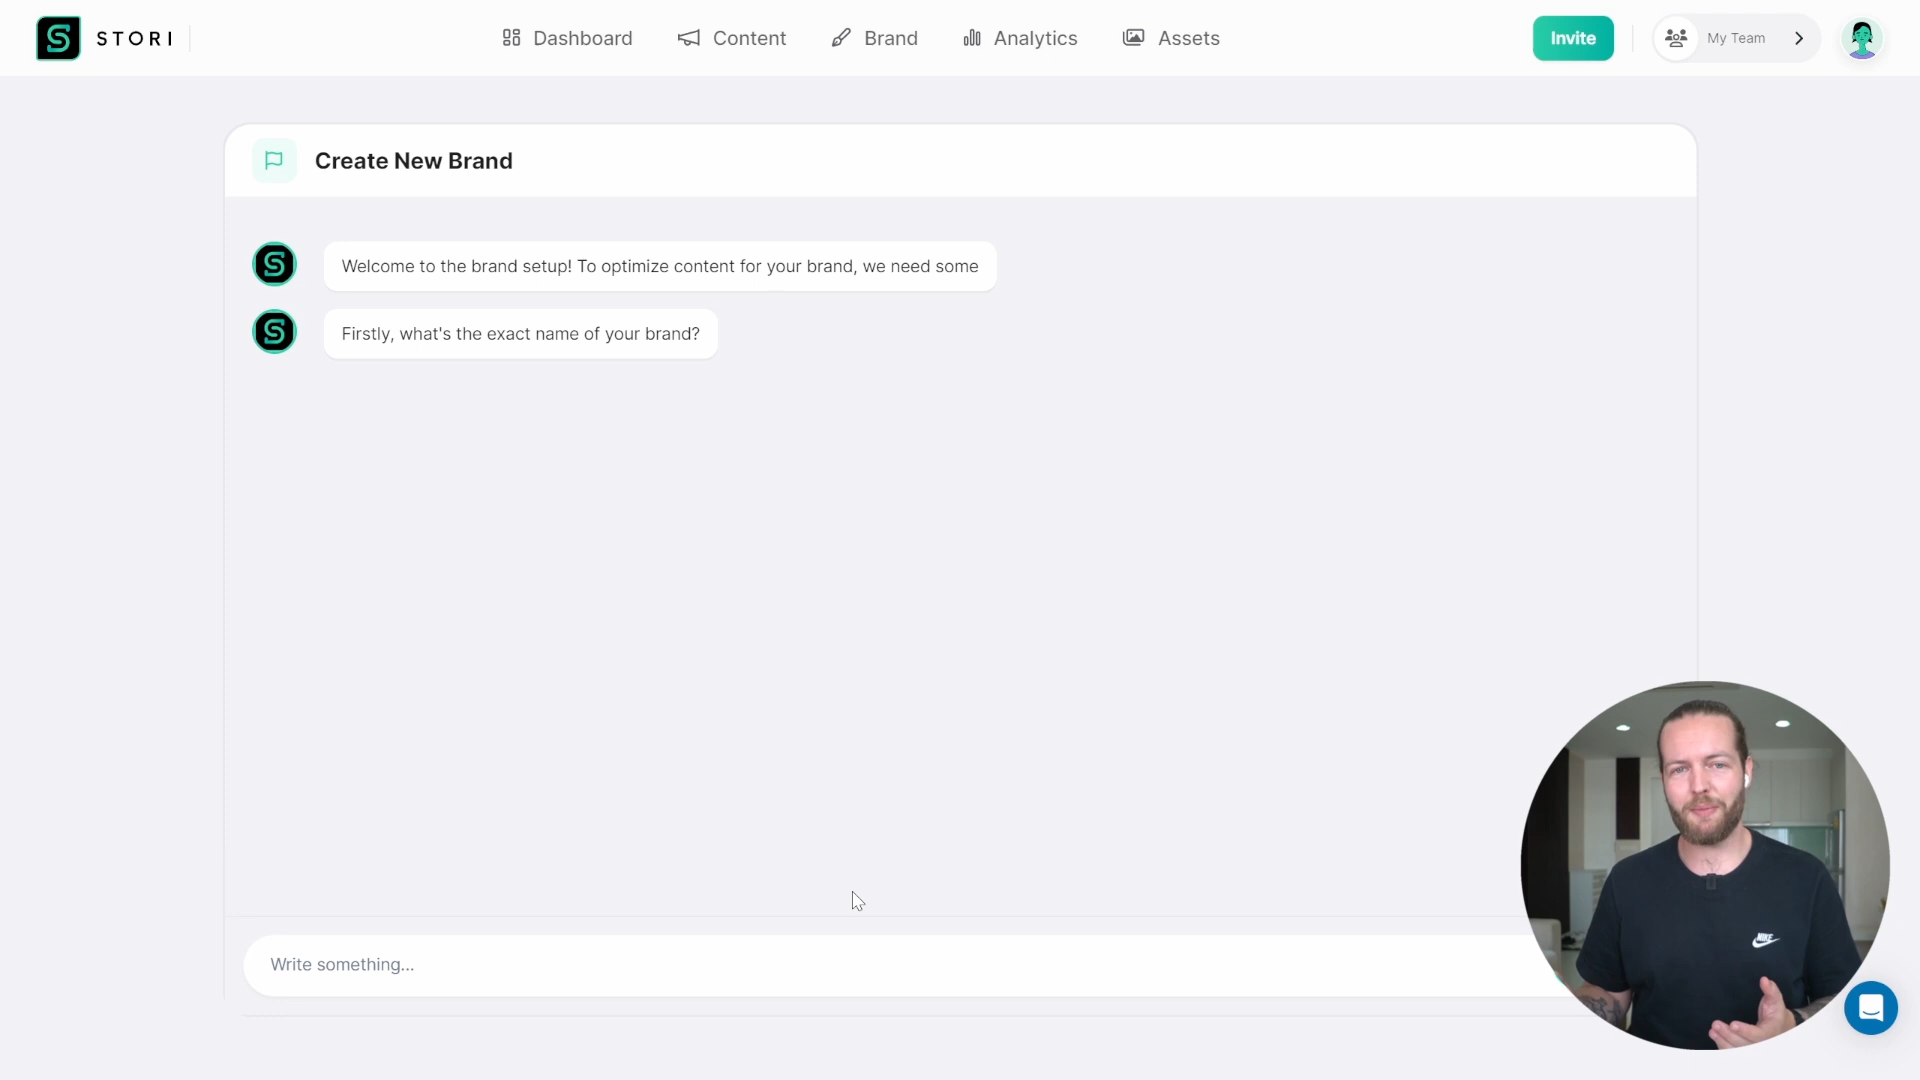 STORI
Dashboard
Content
Brand
Analytics
Assets
Invite
My Team
Create New Brand
Welcome to the brand setup! To optimize content for your brand, we need some
Firstly, what's the exact name of your brand?
Write something...
NIKE